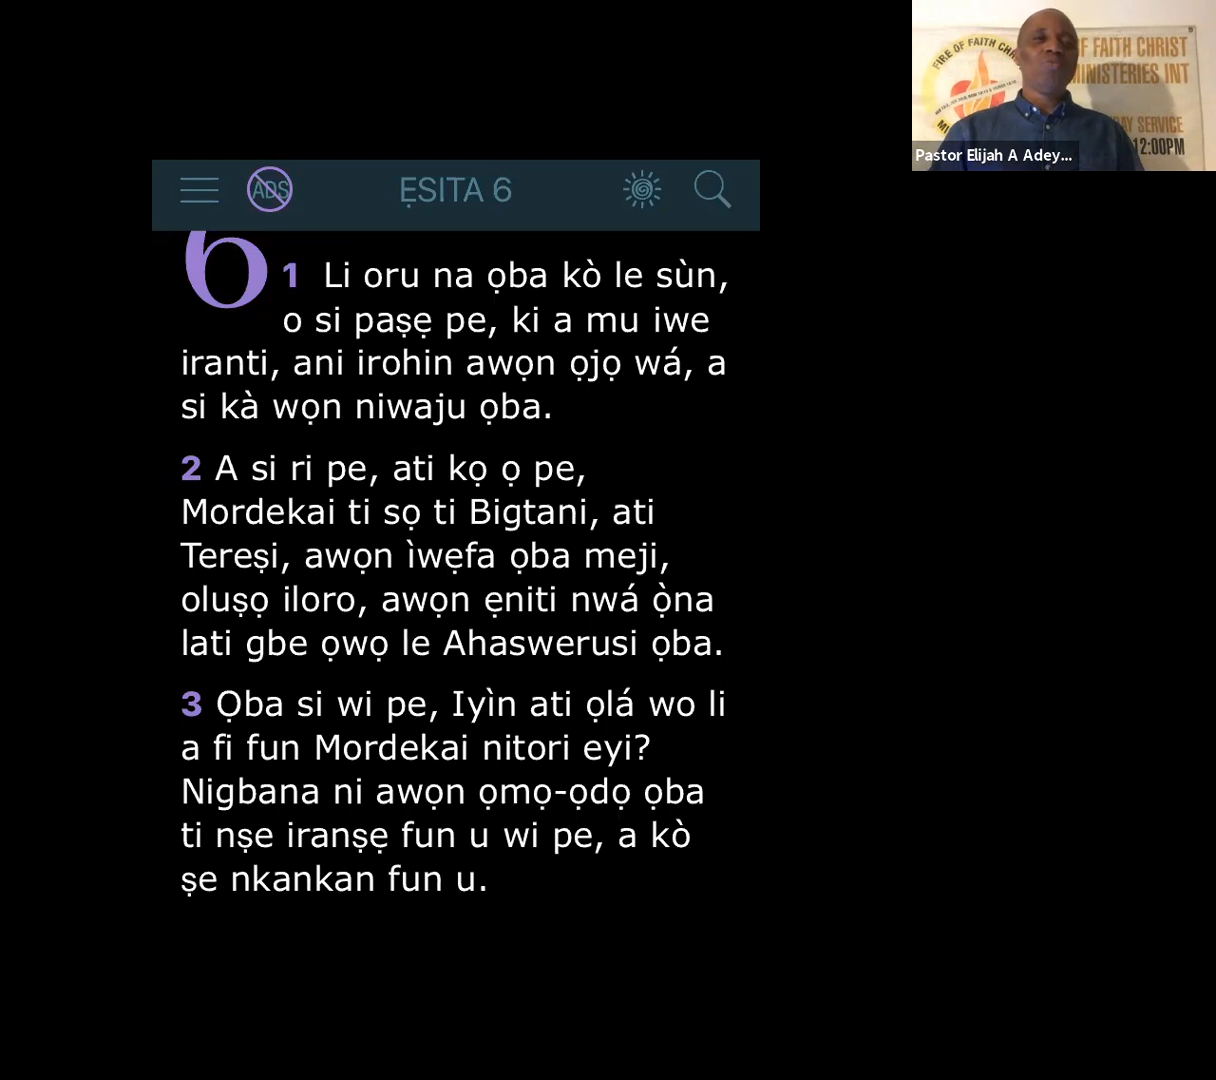 ADS
ẸSITA 6
6
1 Li oru na ọba kò le sùn,
o si paṣẹ pe, ki a mu iwe
iranti, ani irohin awọn ọjọ wá, a
si kà wọn niwaju ọba.
2 A si ri pe, ati kọ ọ pe,
Mordekai ti sọ ti Bigtani, ati
Tereṣi, awọn ìwẹfa ọba meji,
oluṣọ iloro, awọn ẹniti nwá ọ̀na
lati gbe ọwọ le Ahaswerusi ọba.
3 Ọba si wi pe, Iyìn ati ọlá wo li
a fi fun Mordekai nitori eyi?
Nigbana ni awọn ọmọ-ọdọ ọba
ti nṣe iranṣẹ fun u wi pe, a kò
ṣe nkankan fun u.
FIRE OF FAITH CHR
MI
OF FAITH CHRIST
MINISTERIES INT
AY SERVICE
12:00PM
Pastor Elijah A Adey...